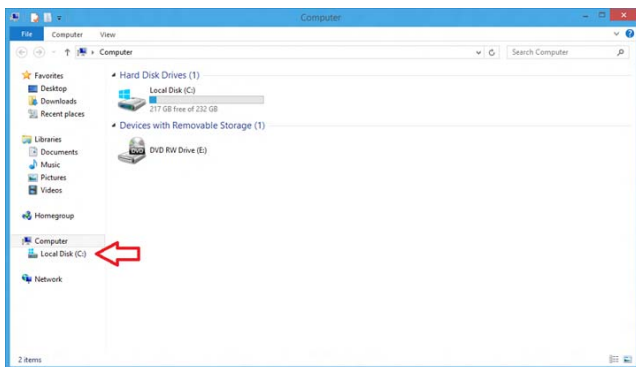 Computer
File Computer View
Computer
Search Computer
Favorites
Desktop
Downloads
Recent places
Libraries
Documents
Music
Pictures
Videos
Homegroup
Computer
Local Disk (C:)
Network
Hard Disk Drives (1)
Local Disk (C:)
217 GB free of 232 GB
Devices with Removable Storage (1)
DVD
DVD RW Drive (E:)
2 items